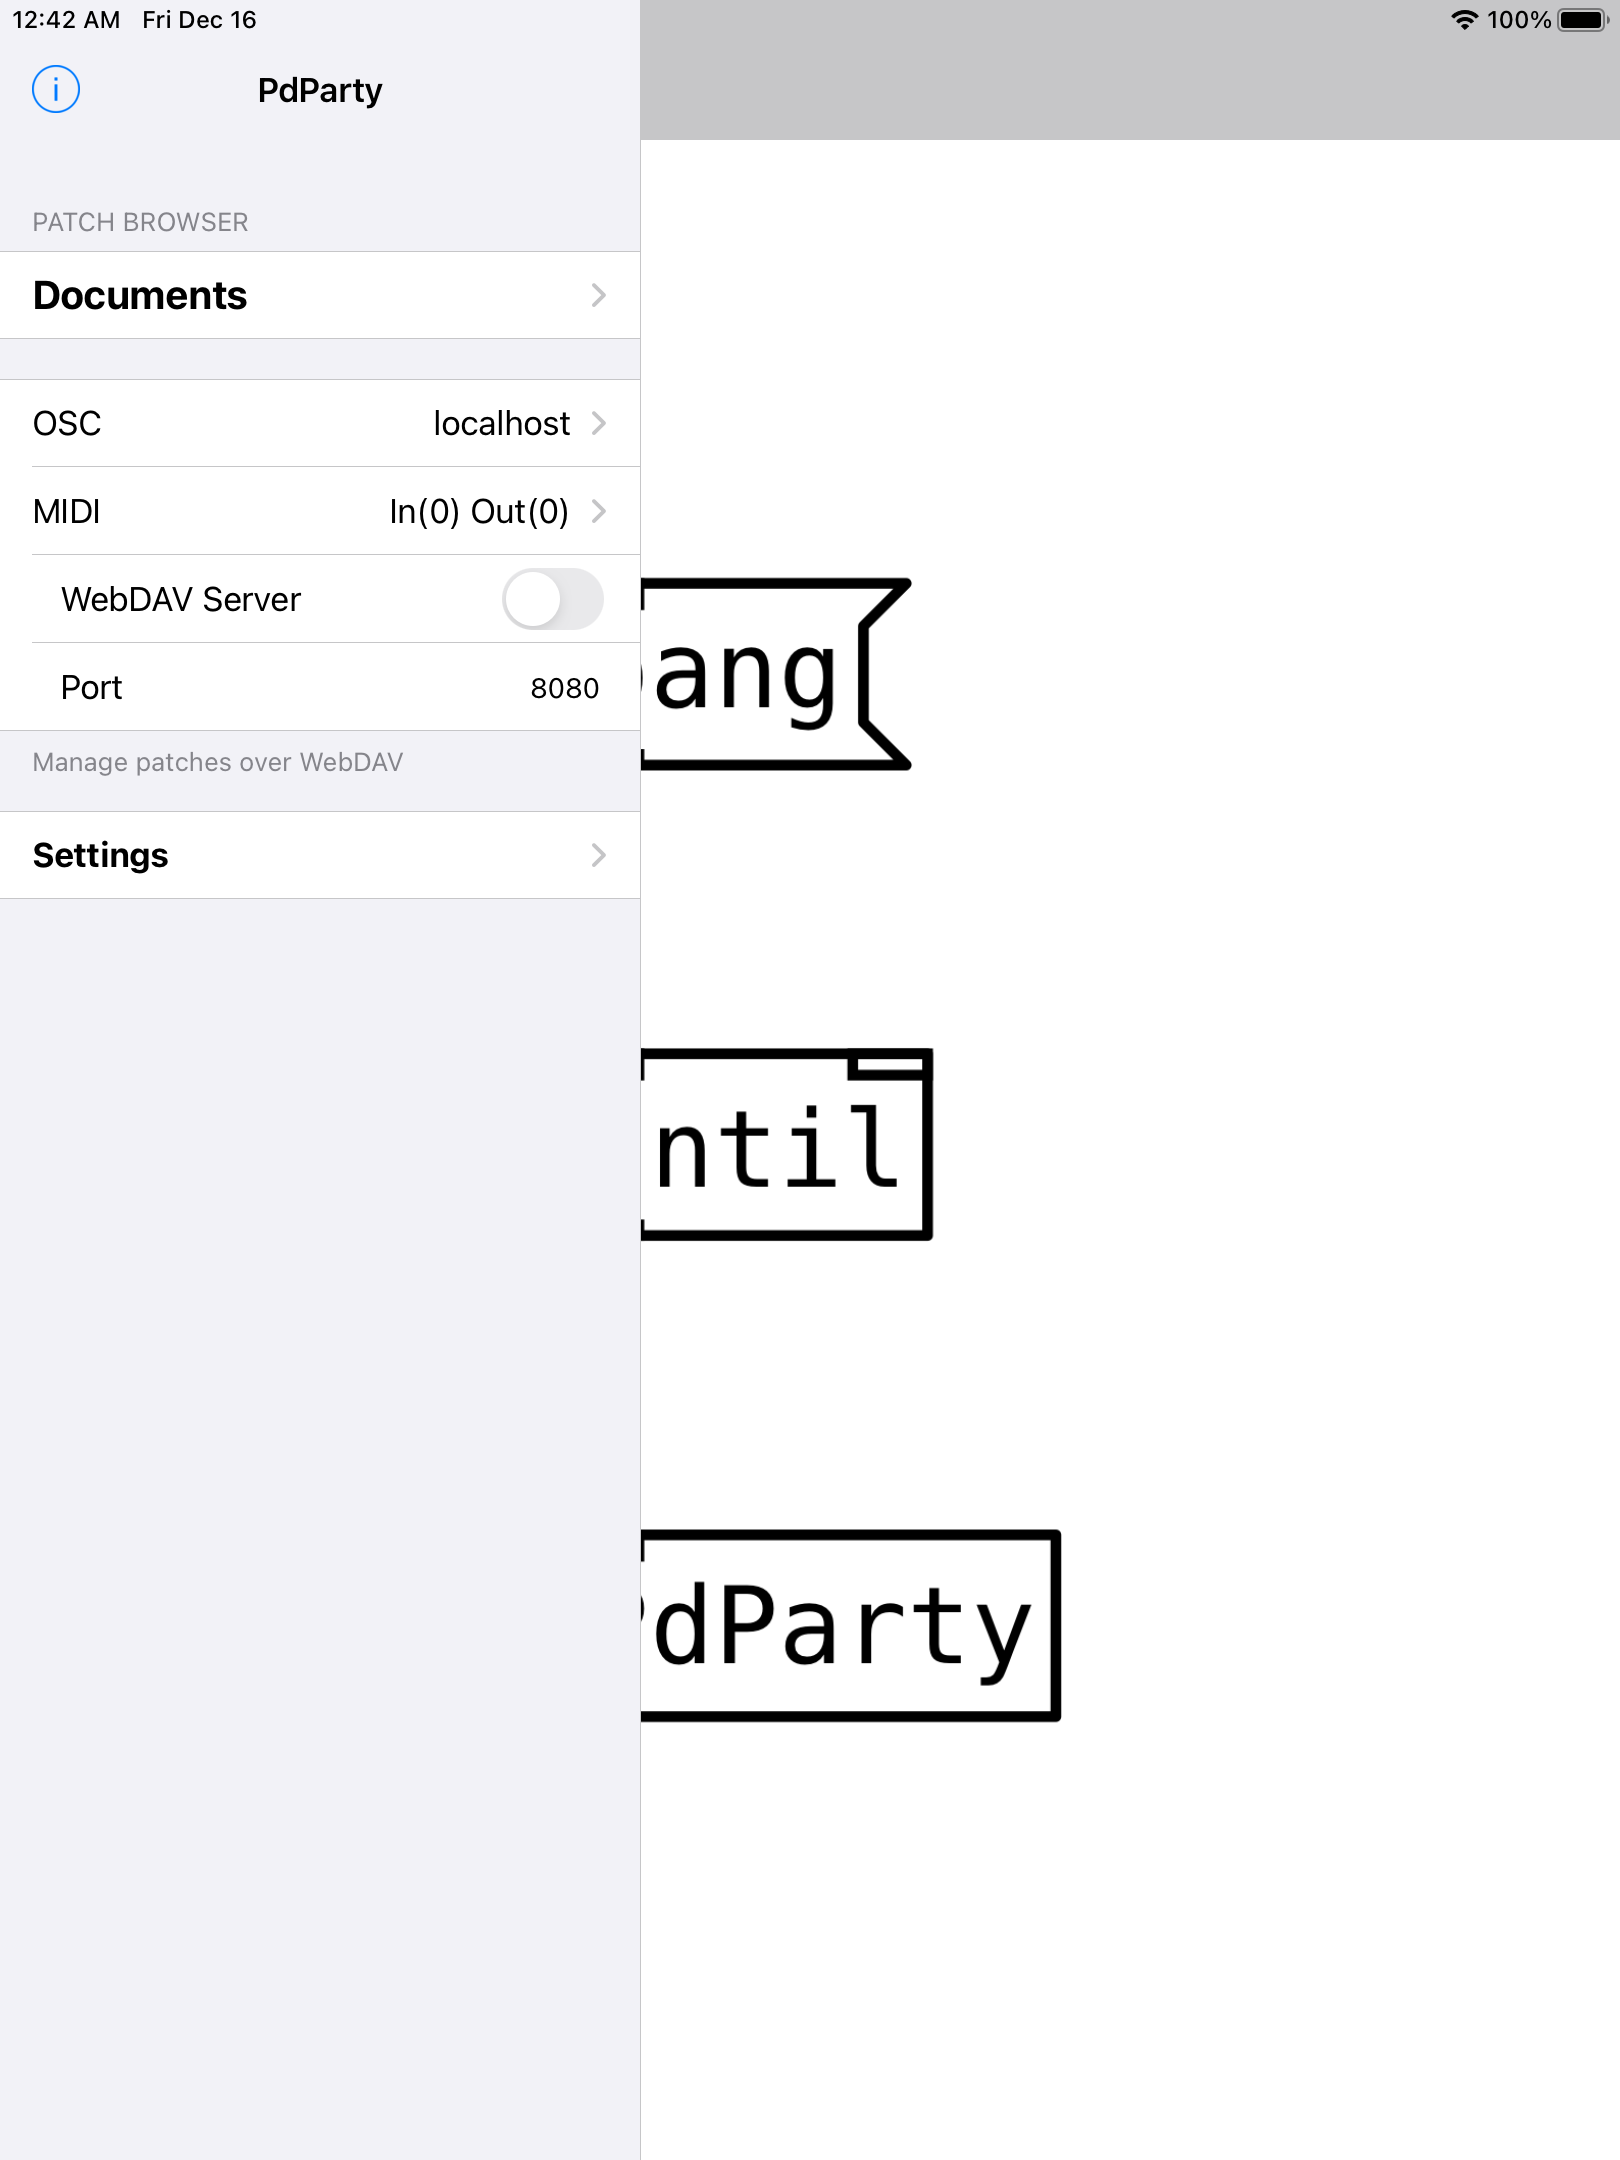 12:42 AM Fri Dec 16
100%
PdParty
PATCH BROWSER
Documents
OSC localhost
MIDI In(0) Out(0)
WebDAV Server
Port 8080
Manage patches over WebDAV
Settings
ang
ntil
dParty